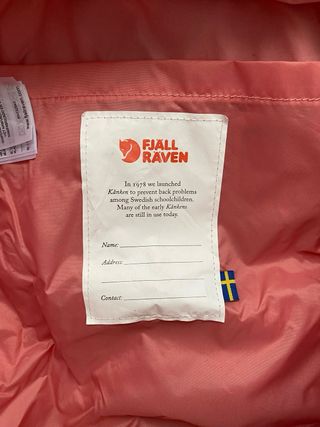 FJÄLL
RÄVEN
In 1978 we launched
Kånken to prevent back problems
among Swedish schoolchildren.
Many of the early Kånkens
are still in use today.
Name:
Address:
Contact: